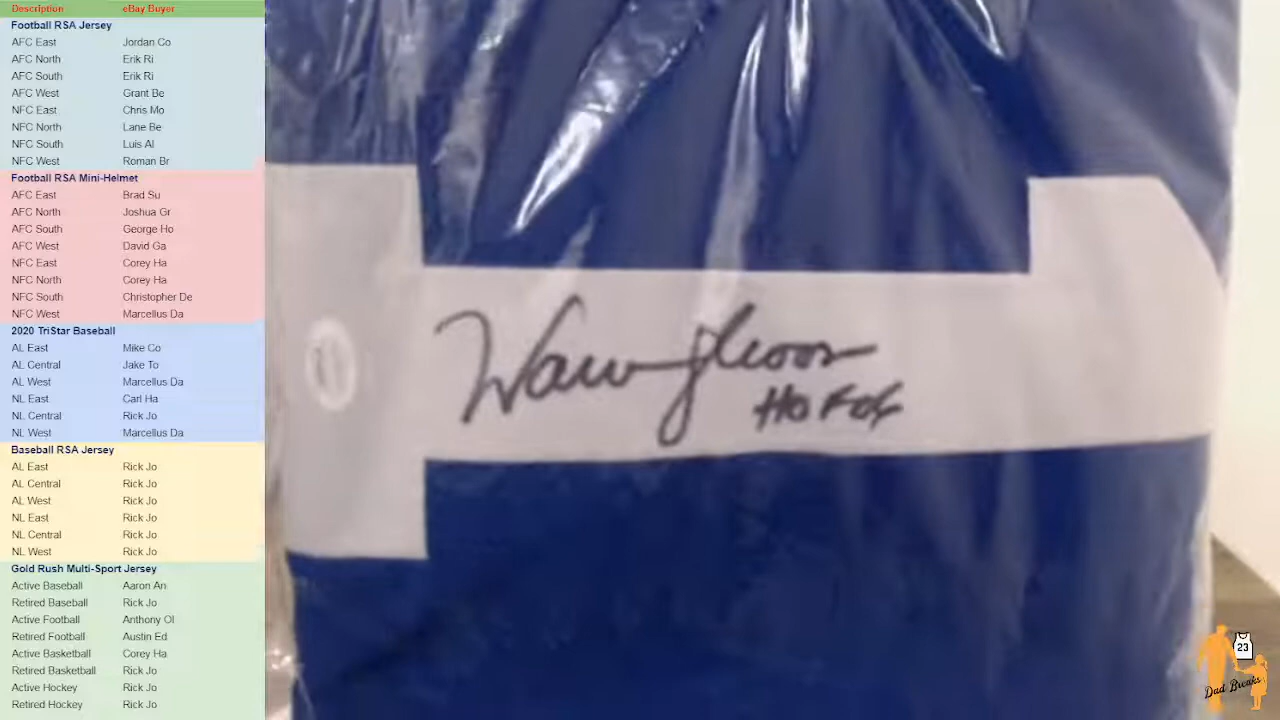 Description eBay Buyer
Football RSA Jersey
AFC East Jordan Co
AFC North Erik Ri
AFC South Erik Ri
AFC West Grant Be
NFC East Chris Mo
NFC North Lane Be
NFC South Luis Al
NFC West Roman Br
Football RSA Mini-Helmet
AFC East Brad Su
AFC North Joshua Gr
AFC South George Ho
AFC West David Ga
NFC East Corey Ha
NFC North Corey Ha
NFC South Christopher De
NFC West Marcellus Da
2020 TriStar Baseball
AL East Mike Co
AL Central Jake To
AL West Marcellus Da
NL East Carl Ha
NL Central Rick Jo
NL West Marcellus Da
Baseball RSA Jersey
AL East Rick Jo
AL Central Rick Jo
AL West Rick Jo
NL East Rick Jo
NL Central Rick Jo
NL West Rick Jo
Gold Rush Multi-Sport Jersey
Active Baseball Aaron An
Retired Baseball Rick Jo
Active Football Anthony Ol
Retired Football Austin Ed
Active Basketball Corey Ha
Retired Basketball Rick Jo
Active Hockey Rick Jo
Retired Hockey Rick Jo
Warren Moon
HOF 06
23
Dad Breaks